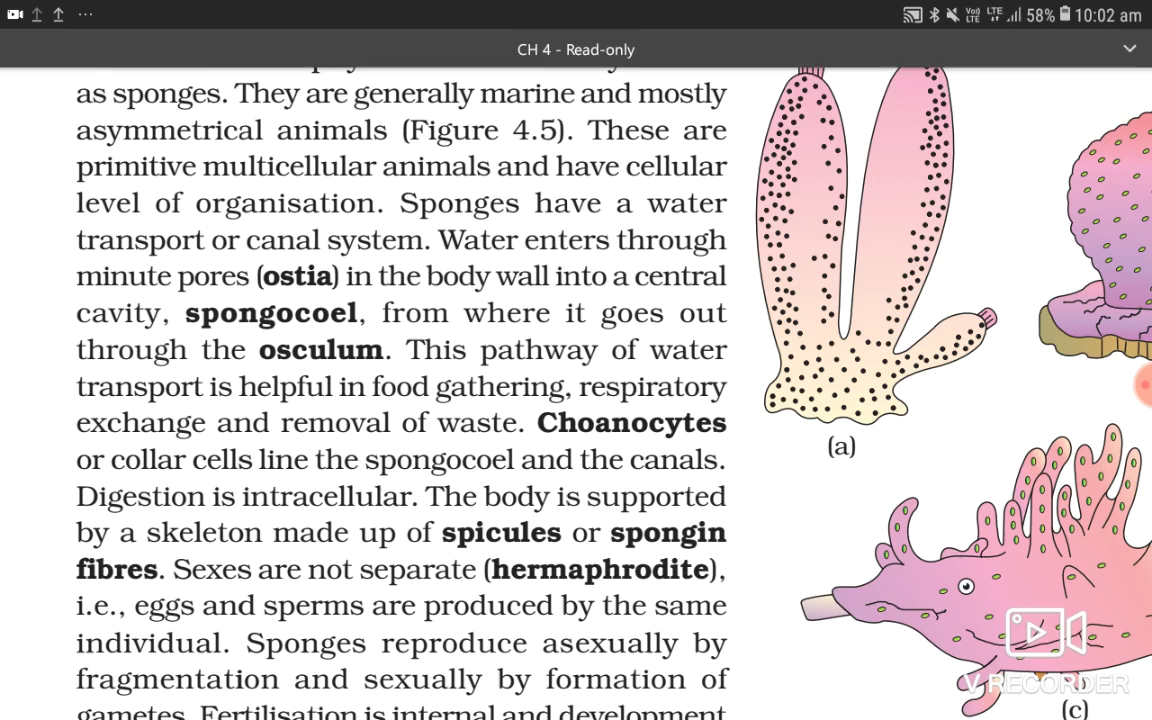 58% 10:02 am
CH 4 - Read-only
as sponges. They are generally marine and mostly
asymmetrical animals (Figure 4.5). These are
primitive multicellular animals and have cellular
level of organisation. Sponges have a water
transport or canal system. Water enters through
minute pores (ostia) in the body wall into a central
cavity, spongocoel, from where it goes out
through the osculum. This pathway of water
transport is helpful in food gathering, respiratory
exchange and removal of waste. Choanocytes
or collar cells line the spongocoel and the canals.
Digestion is intracellular. The body is supported
by a skeleton made up of spicules or spongin
fibres. Sexes are not separate (hermaphrodite),
i.e., eggs and sperms are produced by the same
individual. Sponges reproduce asexually by
fragmentation and sexually by formation of
gametes. Fertilisation is internal and development
(a)
(c)
V RECORDER